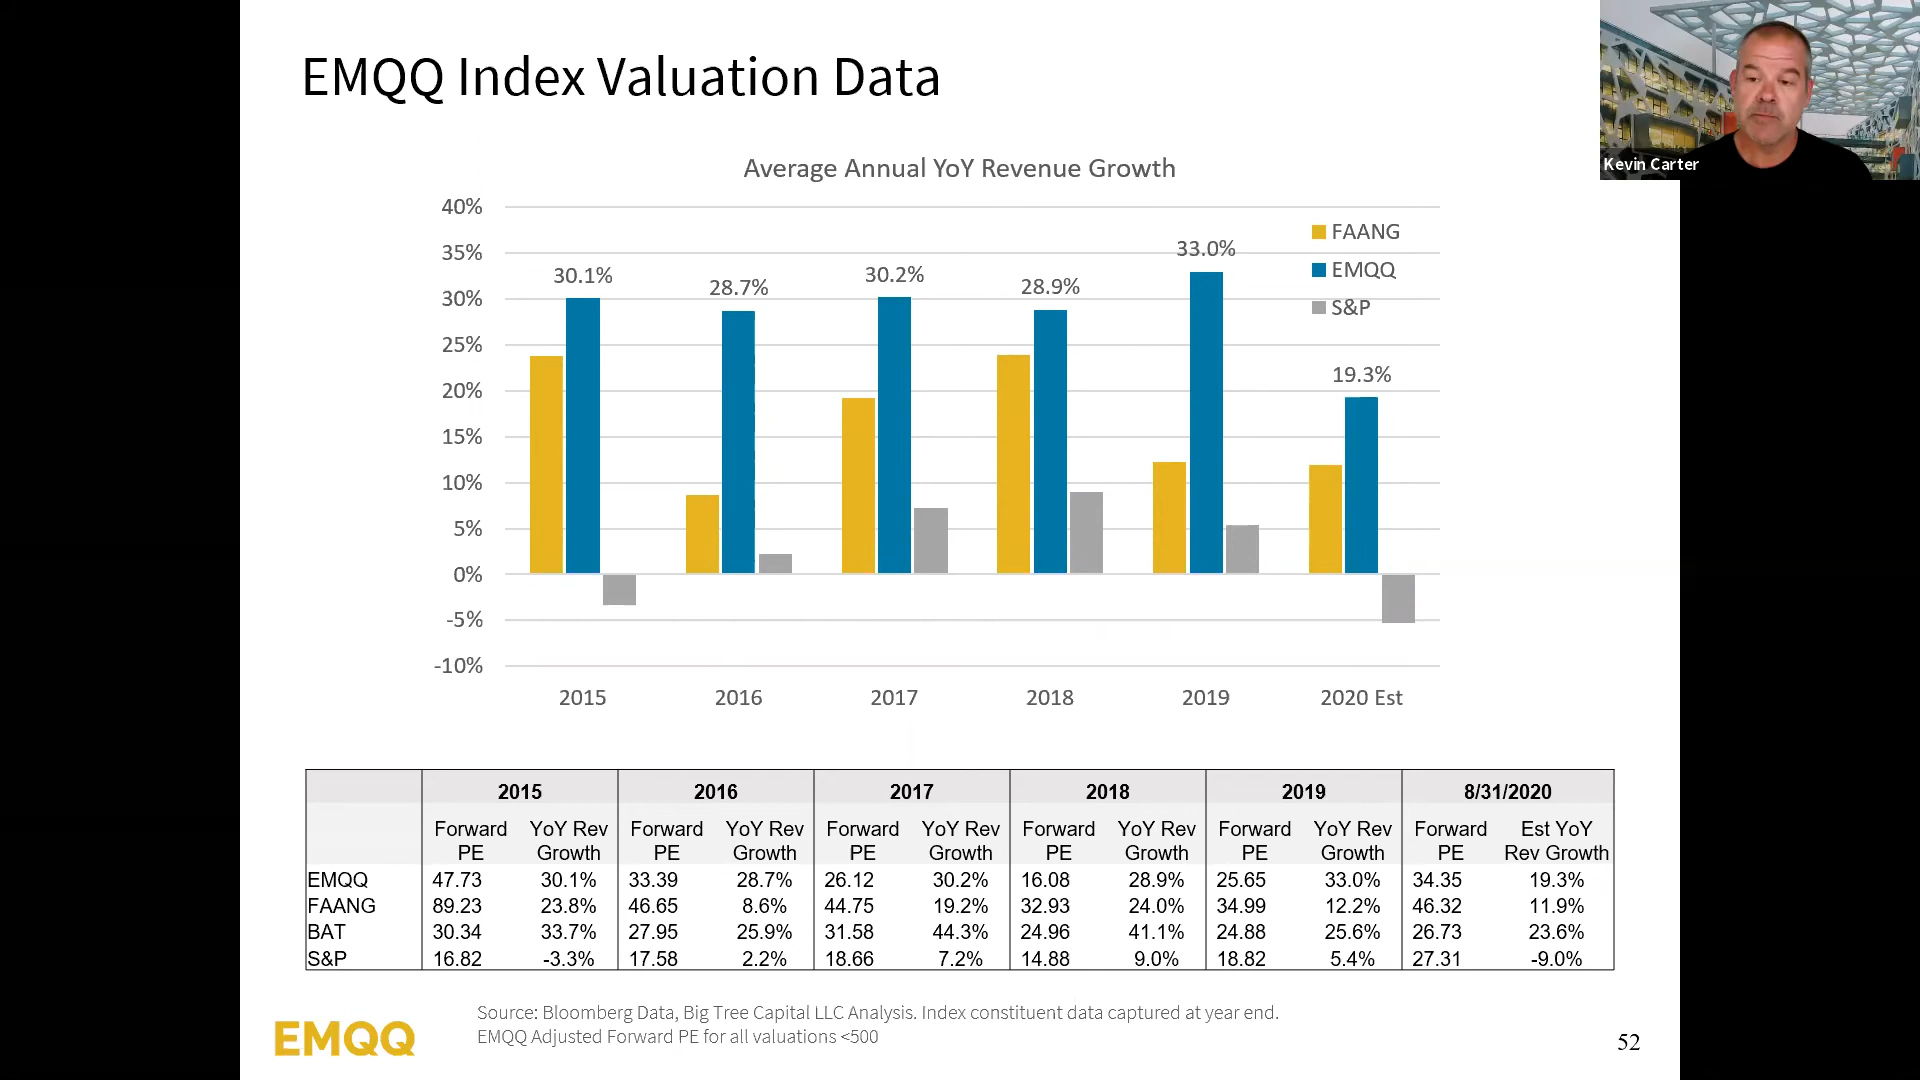 EMQQ Index Valuation Data
Kevin Carter
Average Annual YoY Revenue Growth
40%
35%
30%
25%
20%
15%
10%
5%
0%
-5%
-10%
30.1%
28.7%
30.2%
28.9%
33.0%
19.3%
FAANG
EMQQ
S&P
2015 2016 2017 2018 2019 2020 Est
2015 2016 2017 2018 2019 8/31/2020
Forward YoY Rev Forward YoY Rev Forward YoY Rev Forward YoY Rev Forward YoY Rev Forward Est YoY
PE Growth PE Growth PE Growth PE Growth PE Growth PE Rev Growth
EMQQ 47.73 30.1% 33.39 28.7% 26.12 30.2% 16.08 28.9% 25.65 33.0% 34.35 19.3%
FAANG 89.23 23.8% 46.65 8.6% 44.75 19.2% 32.93 24.0% 34.99 12.2% 46.32 11.9%
BAT 30.34 33.7% 27.95 25.9% 31.58 44.3% 24.96 41.1% 24.88 25.6% 26.73 23.6%
S&P 16.82 -3.3% 17.58 2.2% 18.66 7.2% 14.88 9.0% 18.82 5.4% 27.31 -9.0%
Source: Bloomberg Data, Big Tree Capital LLC Analysis. Index constituent data captured at year end.
EMQQ Adjusted Forward PE for all valuations <500
EMQQ
52